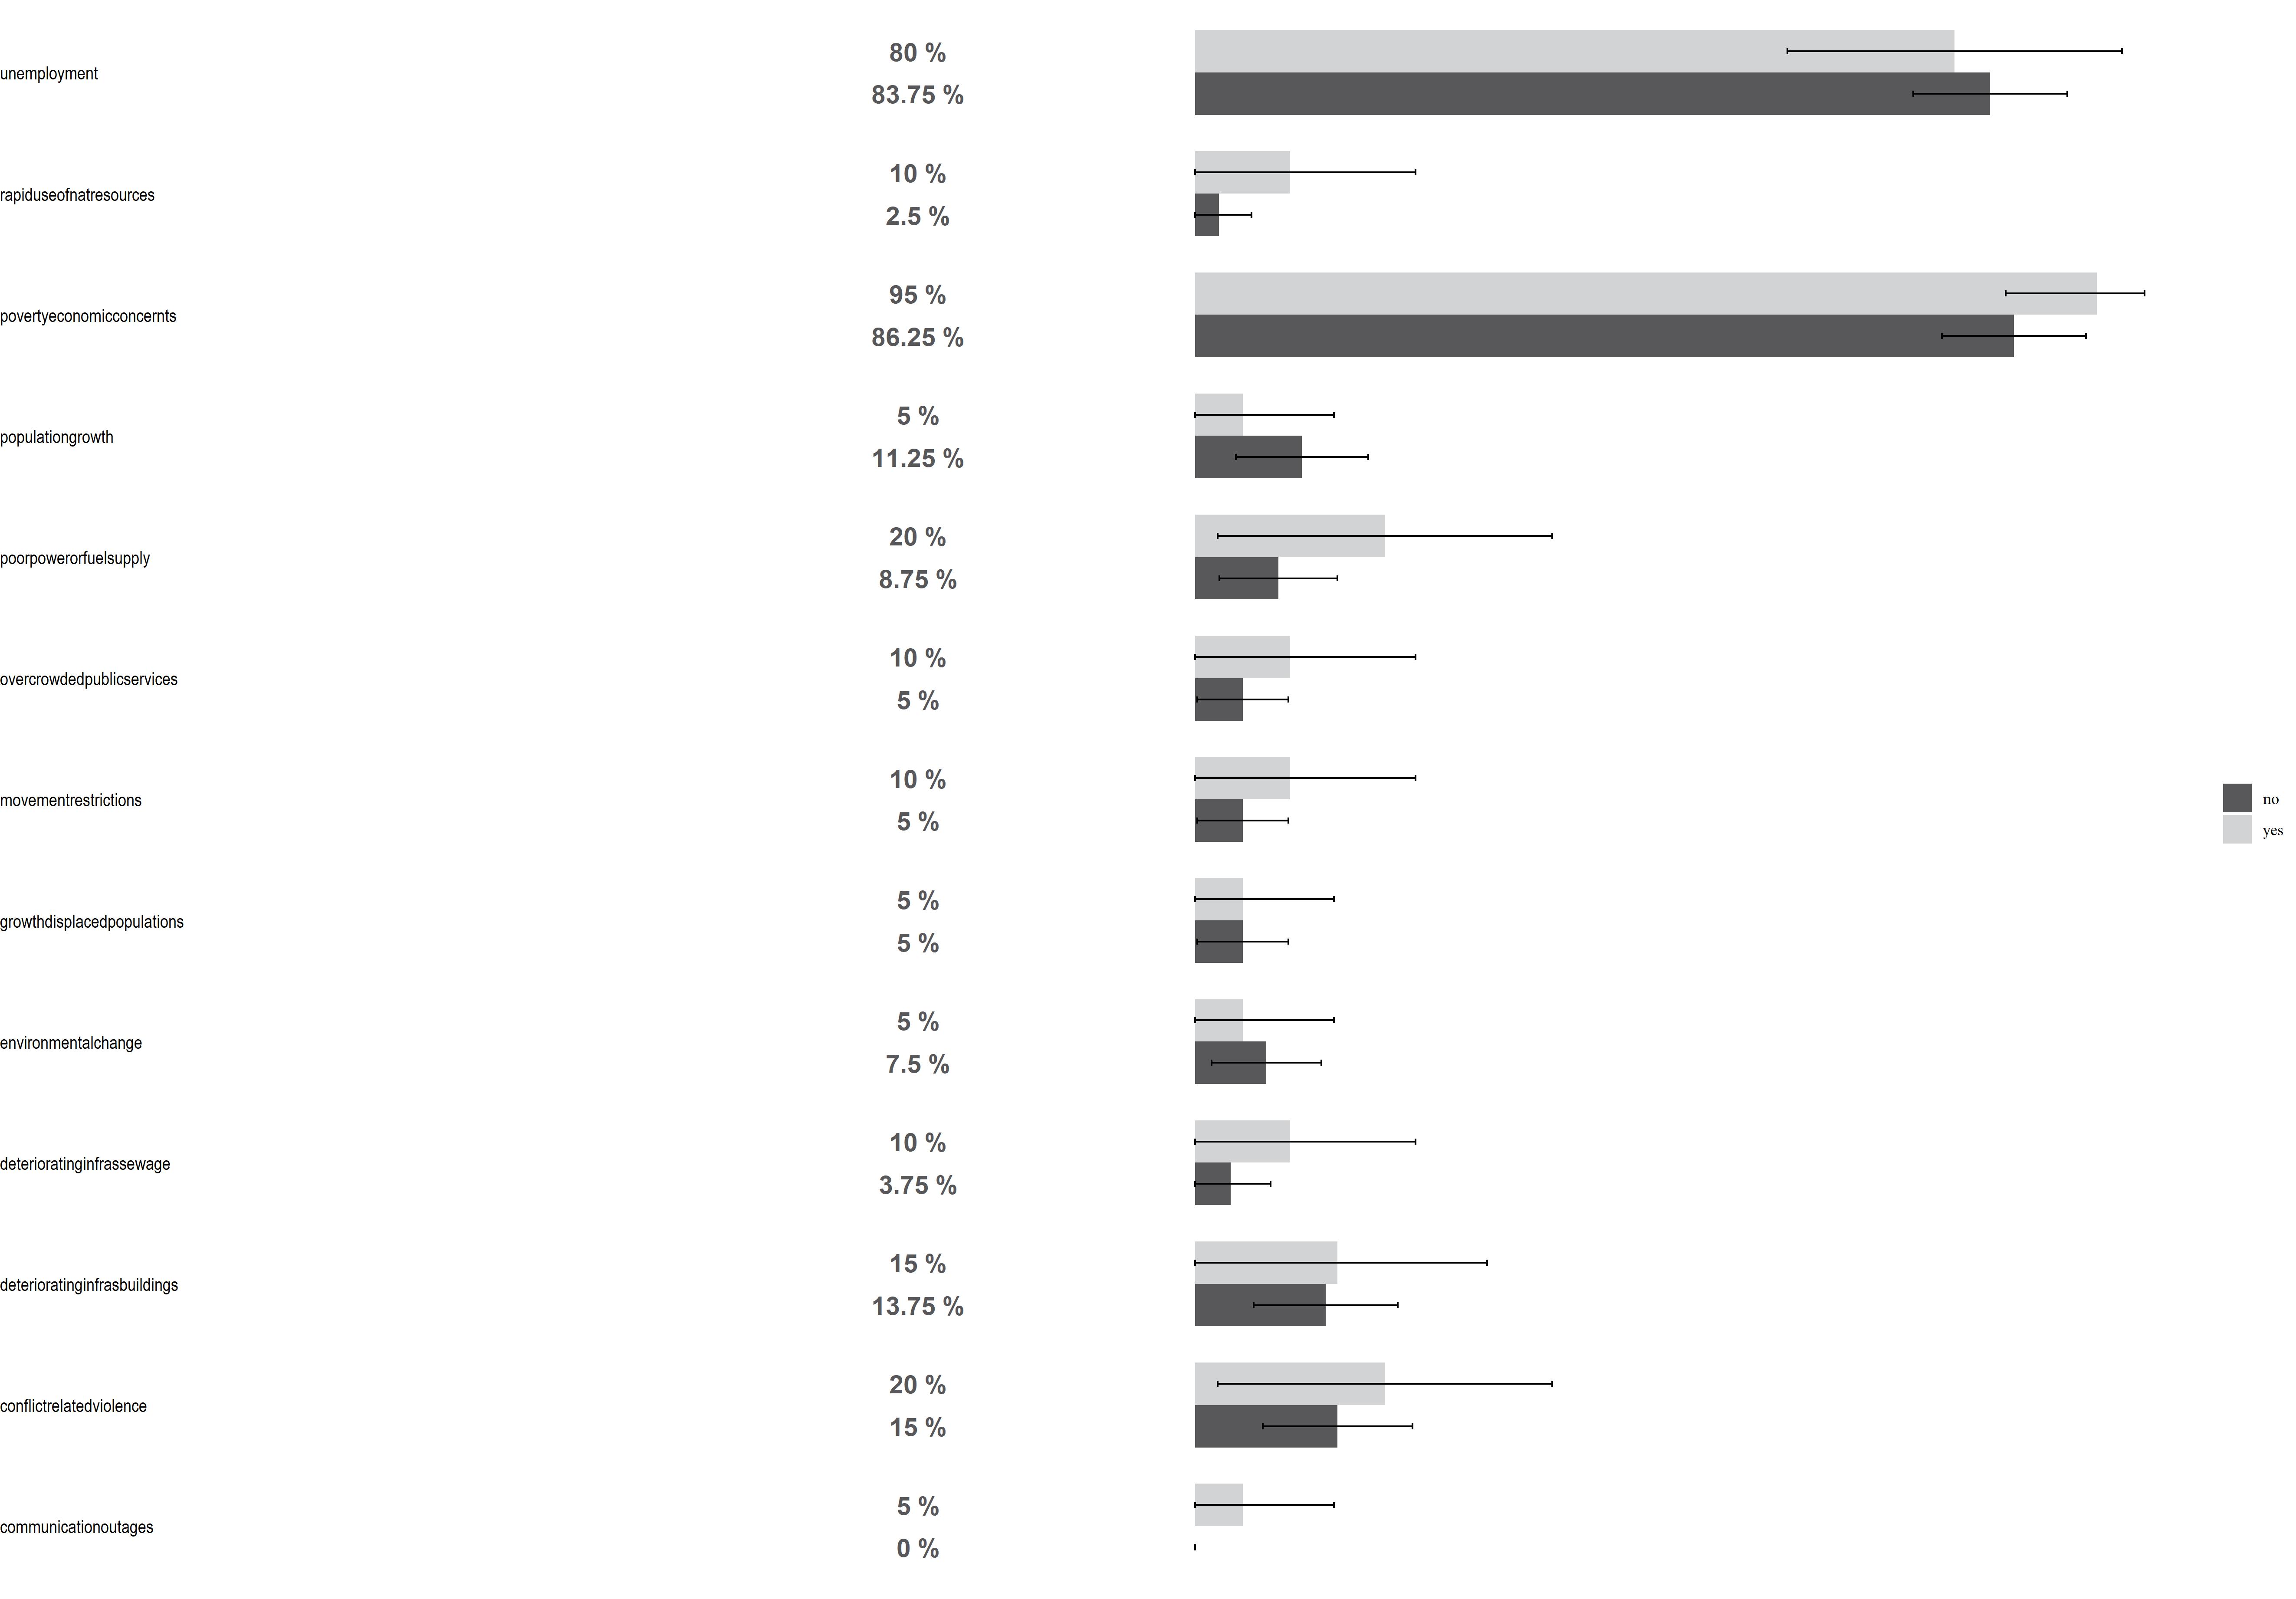 80 %
unemployment
83.75 %
10 %
rapiduseofnatresources
2.5 %
95 %
povertyeconomicconcernts
86.25 %
5 %
populationgrowth
11.25 %
20 %
poorpowerorfuelsupply
8.75 %
10 %
overcrowdedpublicservices
5 %
10 %
movementrestrictions
5 %
no
yes
5 %
growthdisplacedpopulations
5 %
5 %
environmentalchange
7.5 %
10 %
deterioratinginfrassewage
3.75 %
15 %
deterioratinginfrasbuildings
13.75 %
20 %
conflictrelatedviolence
15 %
5 %
communicationoutages
0 %